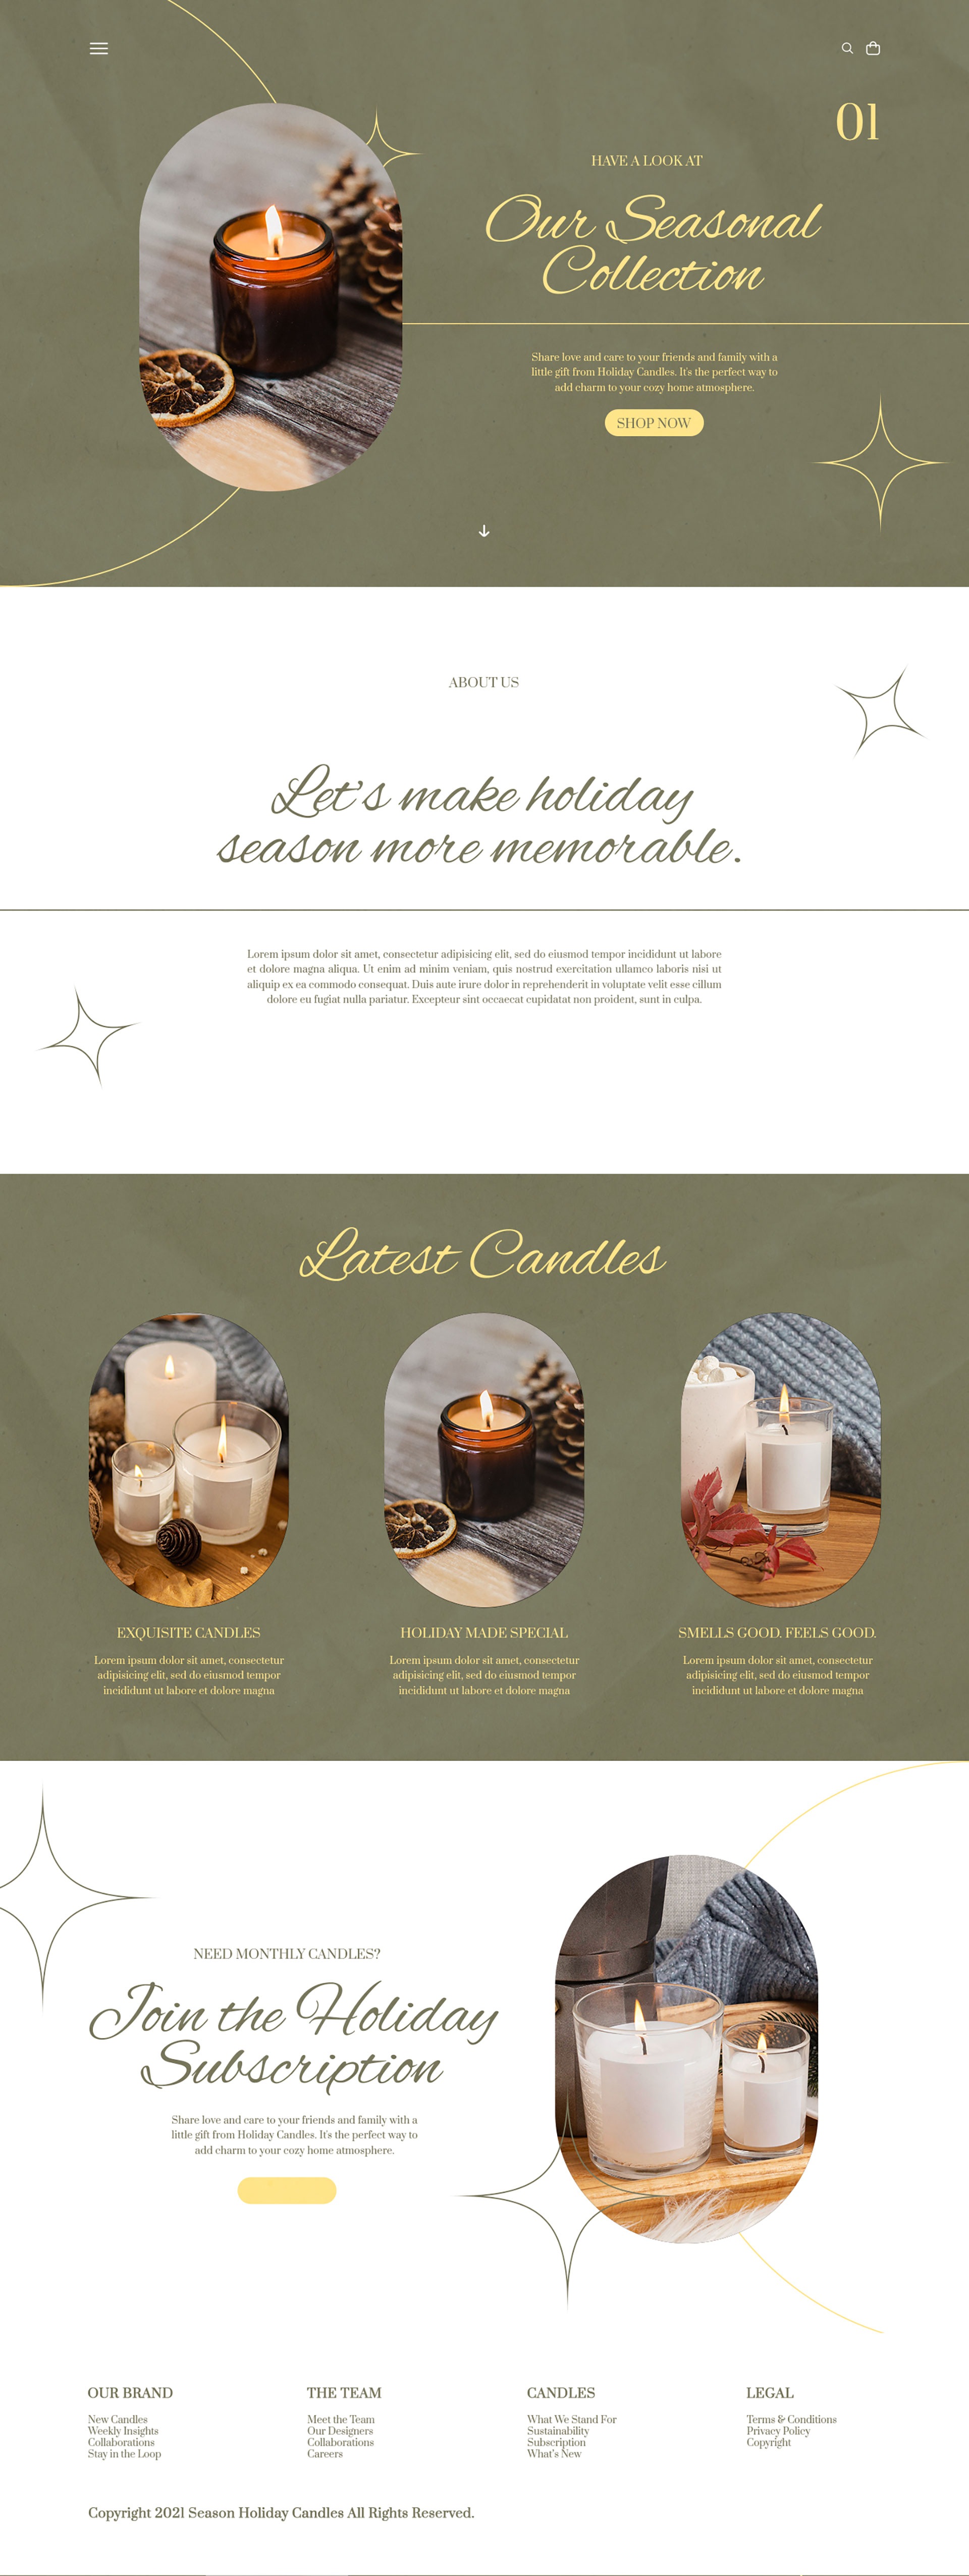 01
HAVE A LOOK AT
Our Seasonal
Collection
Share love and care to your friends and family with a
little gift from Holiday Candles. It's the perfect way to
add charm to your cozy home atmosphere.
SHOP NOW
ABOUT US
Let's make holiday
season more memorable.
Lorem ipsum dolor sit amet, consectetur adipisicing elit, sed do eiusmod tempor incididunt ut labore
et dolore magna aliqua. Ut enim ad minim veniam, quis nostrud exercitation ullamco laboris nisi ut
aliquip ex ea commodo consequat. Duis aute irure dolor in reprehenderit in voluptate velit esse cillum
dolore eu fugiat nulla pariatur. Excepteur sint occaecat cupidatat non proident, sunt in culpa.
Latest Candles
EXQUISITE CANDLES
Lorem ipsum dolor sit amet, consectetur
adipisicing elit, sed do eiusmod tempor
incididunt ut labore et dolore magna
HOLIDAY MADE SPECIAL
Lorem ipsum dolor sit amet, consectetur
adipisicing elit, sed do eiusmod tempor
incididunt ut labore et dolore magna
SMELLS GOOD. FEELS GOOD.
Lorem ipsum dolor sit amet, consectetur
adipisicing elit, sed do eiusmod tempor
incididunt ut labore et dolore magna
NEED MONTHLY CANDLES?
Join the Holiday
Subscription
Share love and care to your friends and family with a
little gift from Holiday Candles. It's the perfect way to
add charm to your cozy home atmosphere.
OUR BRAND
New Candles
Weekly Insights
Collaborations
Stay in the Loop
THE TEAM
Meet the Team
Our Designers
Collaborations
Careers
CANDLES
What We Stand For
Sustainability
Subscription
What's New
LEGAL
Terms & Conditions
Privacy Policy
Copyright
Copyright 2021 Season Holiday Candles All Rights Reserved.